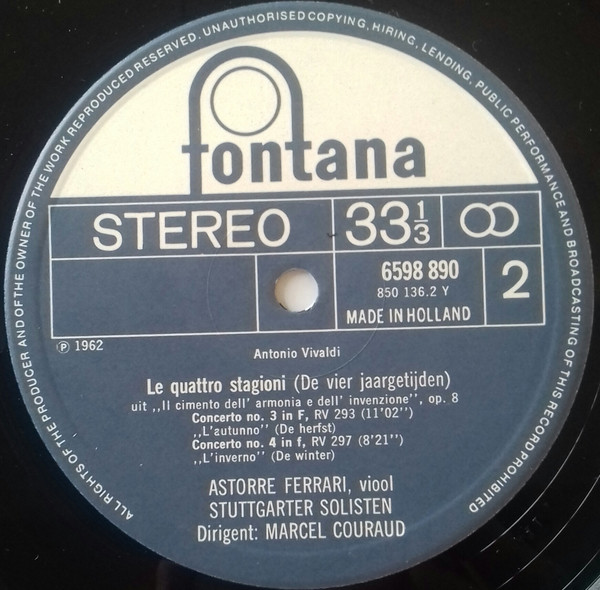 ALL RIGHTS OF THE PRODUCER AND OF THE OWNER OF THE WORK REPRODUCED RESERVED. UNAUTHORISED COPYING, HIRING, LENDING, PUBLIC PERFORMANCE AND BROADCASTING OF THIS RECORD PROHIBITED
fontana
STEREO 33 1/3
6598 890
850 136.2 Y
2
MADE IN HOLLAND
℗ 1962
Antonio Vivaldi
Le quattro stagioni (De vier jaargetijden)
uit ,,Il cimento dell' armonia e dell' invenzione", op. 8
Concerto no. 3 in F, RV 293 (11'02")
,,L'autunno" (De herfst)
Concerto no. 4 in f, RV 297 (8'21")
,,L'inverno" (De winter)
ASTORRE FERRARI, viool
STUTTGARTER SOLISTEN
Dirigent: MARCEL COURAUD